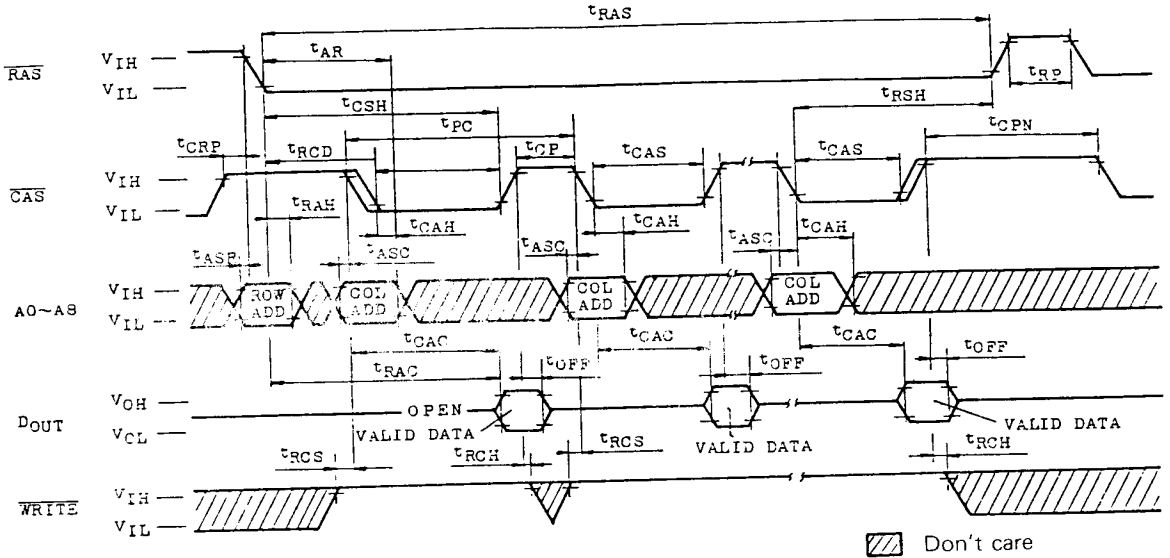 tRAS
tAR
RAS
VIH
VIL
tRP
tCSH
tRSH
tPC
tCPN
tCRP
tRCD
tCP
tCAS
tCAS
CAS
VIH
VIL
tRAH
tCAH
tCAH
tCAH
tASR
tASC
tASC
tASC
A0~A8
VIH
VIL
ROW ADD
COL ADD
COL ADD
COL ADD
tCAC
tCAC
tCAC
tRAC
tOFF
tOFF
tOFF
DOUT
VOH
VOL
OPEN
VALID DATA
VALID DATA
VALID DATA
tRCS
tRCH
tRCS
tRCH
WRITE
VIH
VIL
Don't care